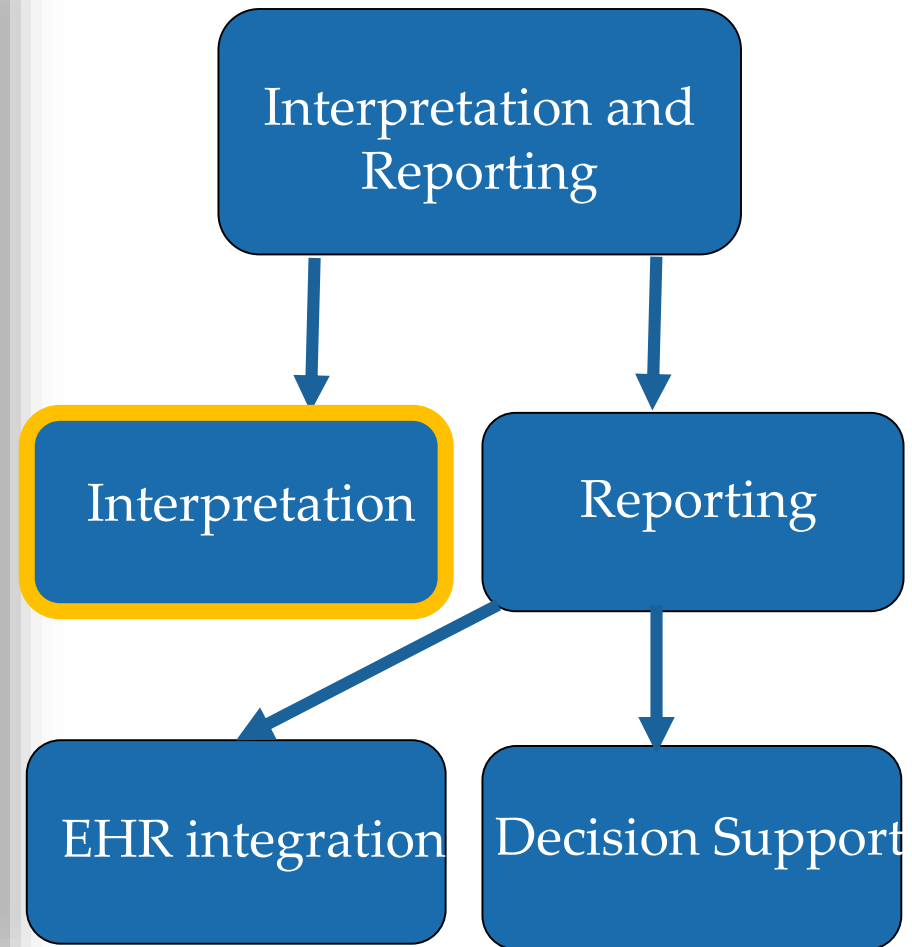 Interpretation and
Reporting
Interpretation
Reporting
EHR integration
Decision Support